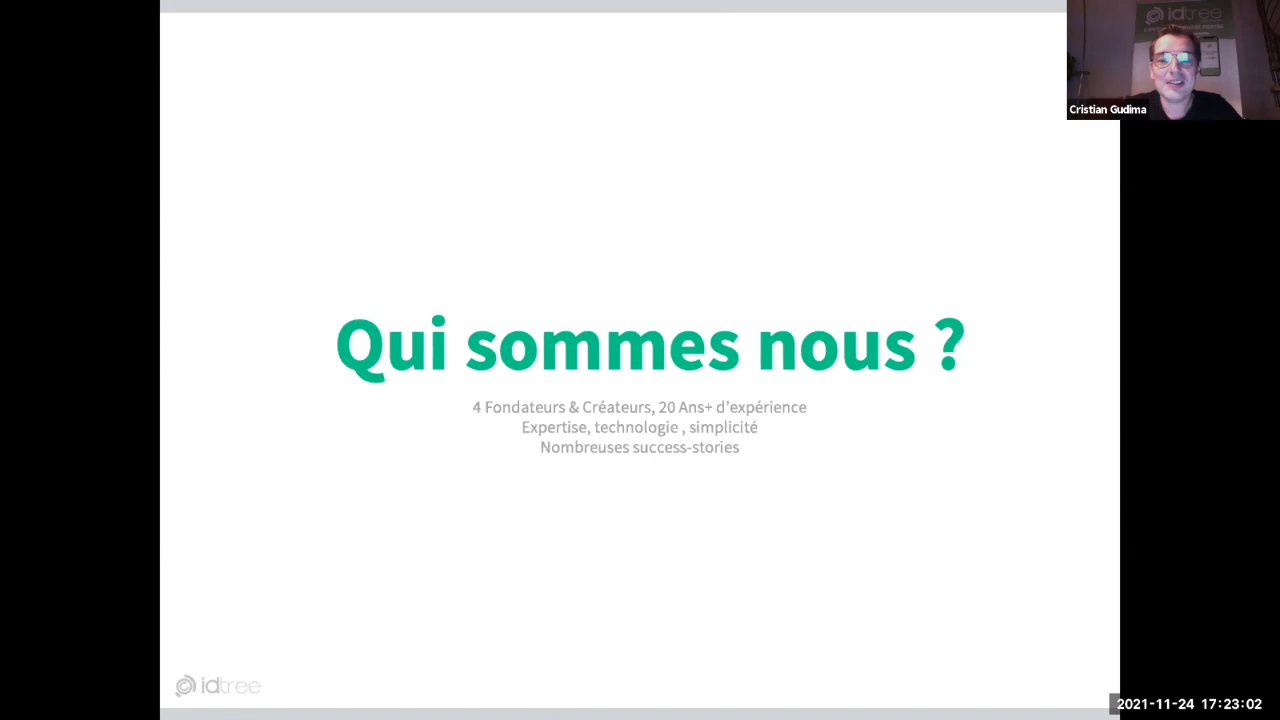 idtree
Cristian Gudima
Qui sommes nous ?
4 Fondateurs & Créateurs, 20 Ans+ d'expérience
Expertise, technologie , simplicité
Nombreuses success-stories
idtree
2021-11-24 17:23:02